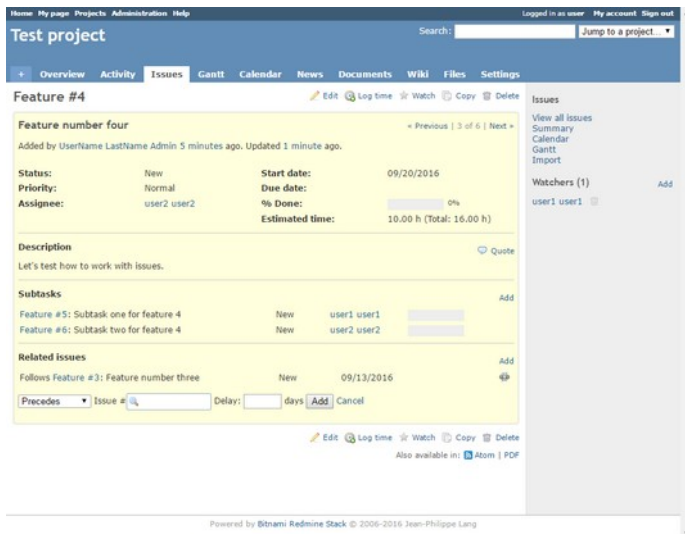 Home My page Projects Administration Help Logged in as user My account Sign out
Test project Search: Jump to a project...
+ Overview Activity Issues Gantt Calendar News Documents Wiki Files Settings
Feature #4 Edit Log time Watch Copy Delete
Feature number four « Previous | 3 of 6 | Next »
Added by UserName LastName Admin 5 minutes ago. Updated 1 minute ago.
Status: New Start date: 09/20/2016
Priority: Normal Due date:
Assignee: user2 user2 % Done: 0%
Estimated time: 10.00 h (Total: 16.00 h)
Description Quote
Let's test how to work with issues.
Subtasks Add
Feature #5: Subtask one for feature 4 New user1 user1
Feature #6: Subtask two for feature 4 New user2 user2
Related issues Add
Follows Feature #3: Feature number three New 09/13/2016
Precedes Issue # Delay: days Add Cancel
Edit Log time Watch Copy Delete
Also available in: Atom | PDF
Issues
View all issues
Summary
Calendar
Gantt
Import
Watchers (1) Add
user1 user1
Powered by Bitnami Redmine Stack © 2006-2016 Jean-Philippe Lang